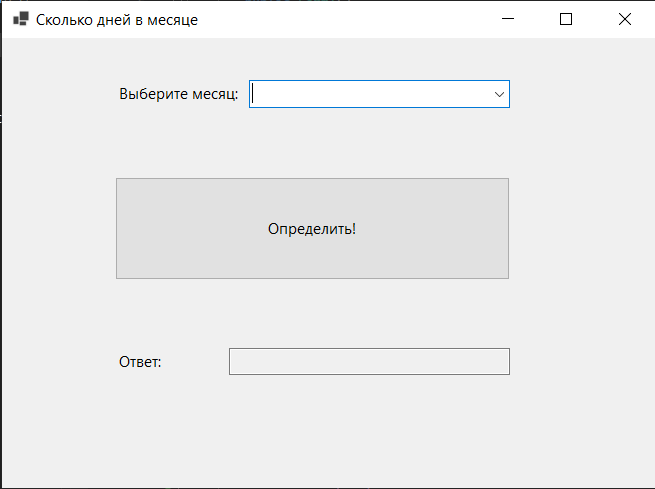 Сколько дней в месяце
Выберите месяц:
Определить!
Ответ: